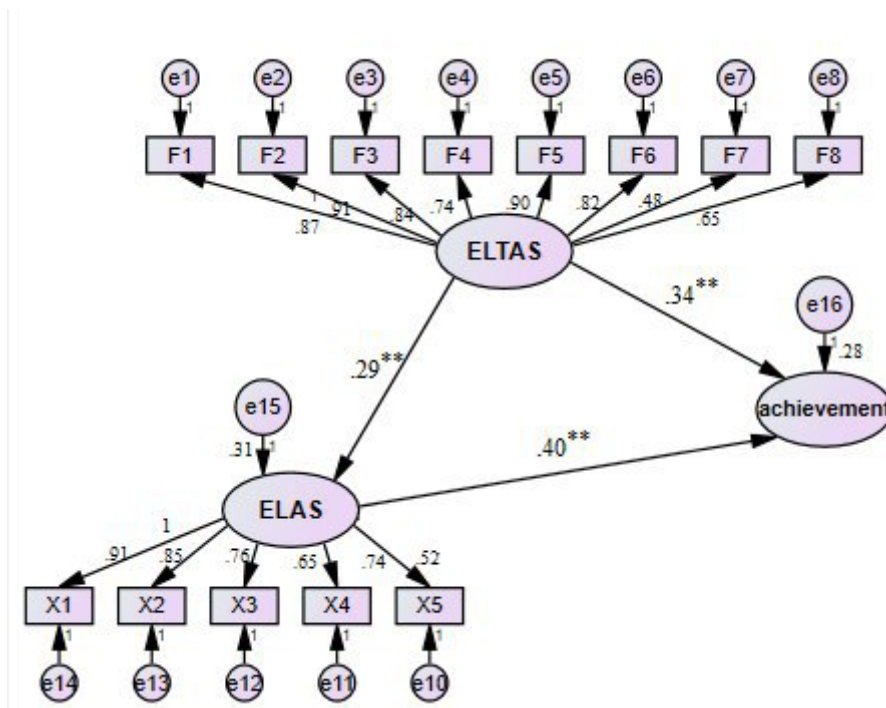 e1 e2 e3 e4 e5 e6 e7 e8
1 1 1 1 1 1 1 1
F1 F2 F3 F4 F5 F6 F7 F8
.87 1 .91 .84 .74 .90 .82 .48 .65
ELTAS
.34**
e16
1 .28
.29**
achievement
e15
.31 1
.40**
ELAS
1
.91 .85 .76 .65 .74 .52
X1 X2 X3 X4 X5
1 1 1 1 1
e14 e13 e12 e11 e10